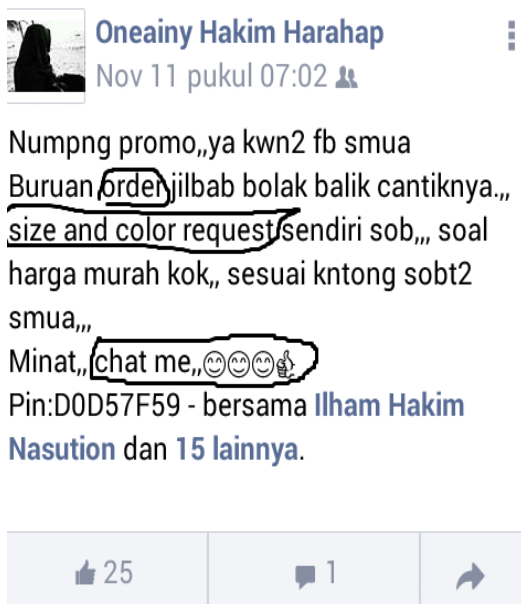 Oneainy Hakim Harahap
Nov 11 pukul 07:02
Numpng promo,,ya kwn2 fb smua
Buruan order jilbab bolak balik cantiknya.,,
size and color request sendiri sob,,, soal
harga murah kok,, sesuai kntong sobt2
smua,,,
Minat,, chat me,,😊😊😊👍
Pin:D0D57F59 - bersama Ilham Hakim
Nasution dan 15 lainnya.
25 1